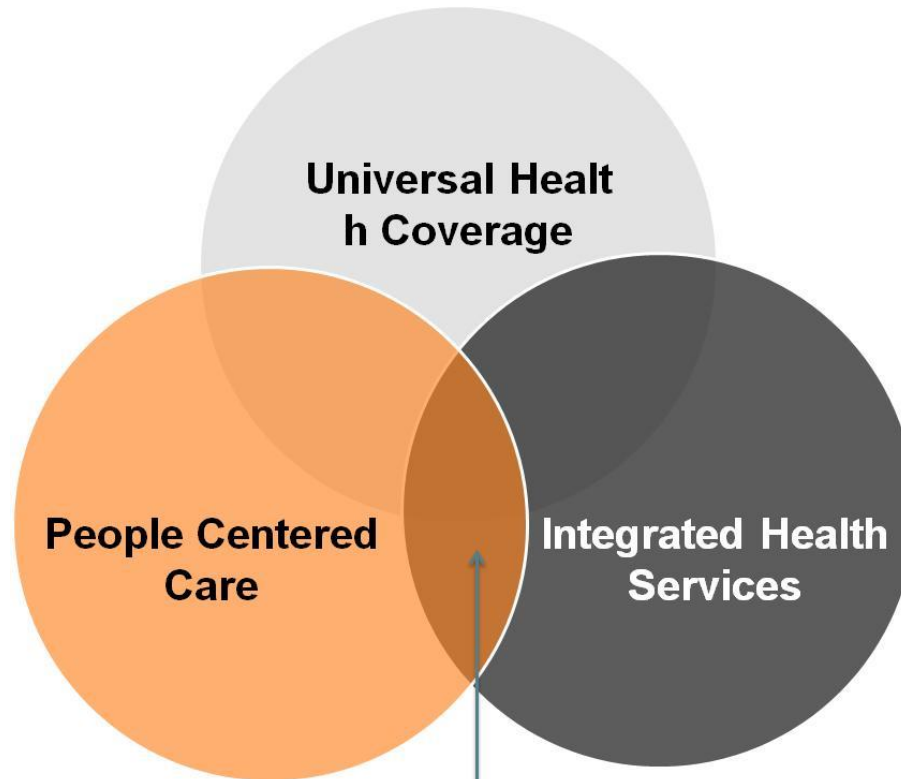 Universal Healt
h Coverage
People Centered
Care
Integrated Health
Services